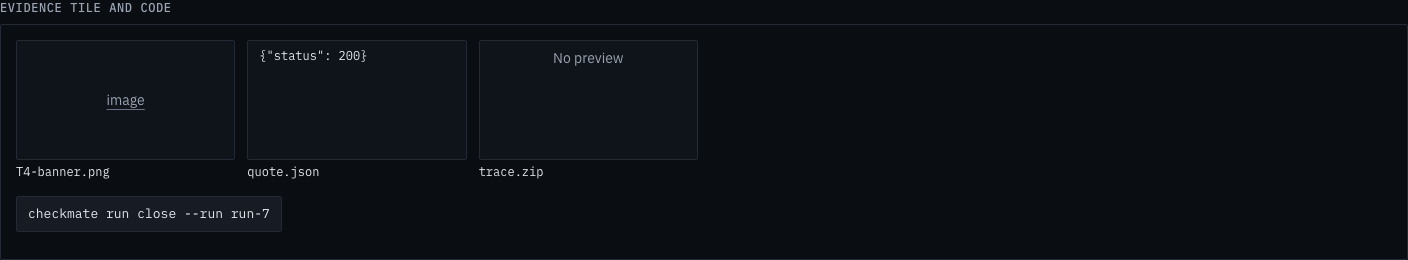 EVIDENCE TILE AND CODE
image
{"status": 200}
No preview
T4-banner.png
quote.json
trace.zip
checkmate run close --run run-7